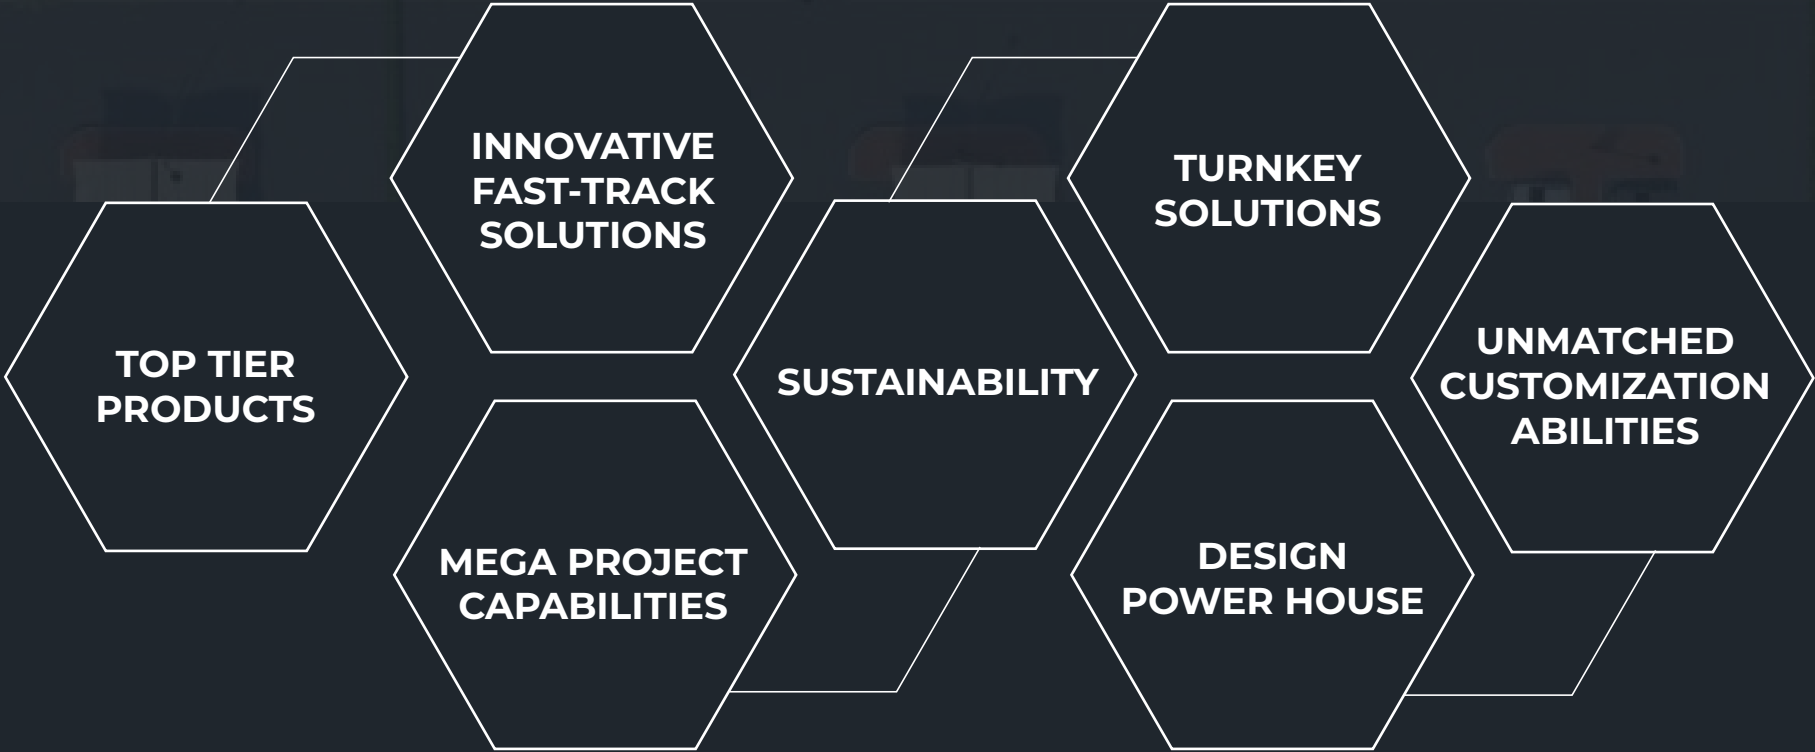 INNOVATIVE
FAST-TRACK
SOLUTIONS
TURNKEY
SOLUTIONS
TOP TIER
PRODUCTS
SUSTAINABILITY
UNMATCHED
CUSTOMIZATION
ABILITIES
MEGA PROJECT
CAPABILITIES
DESIGN
POWER HOUSE